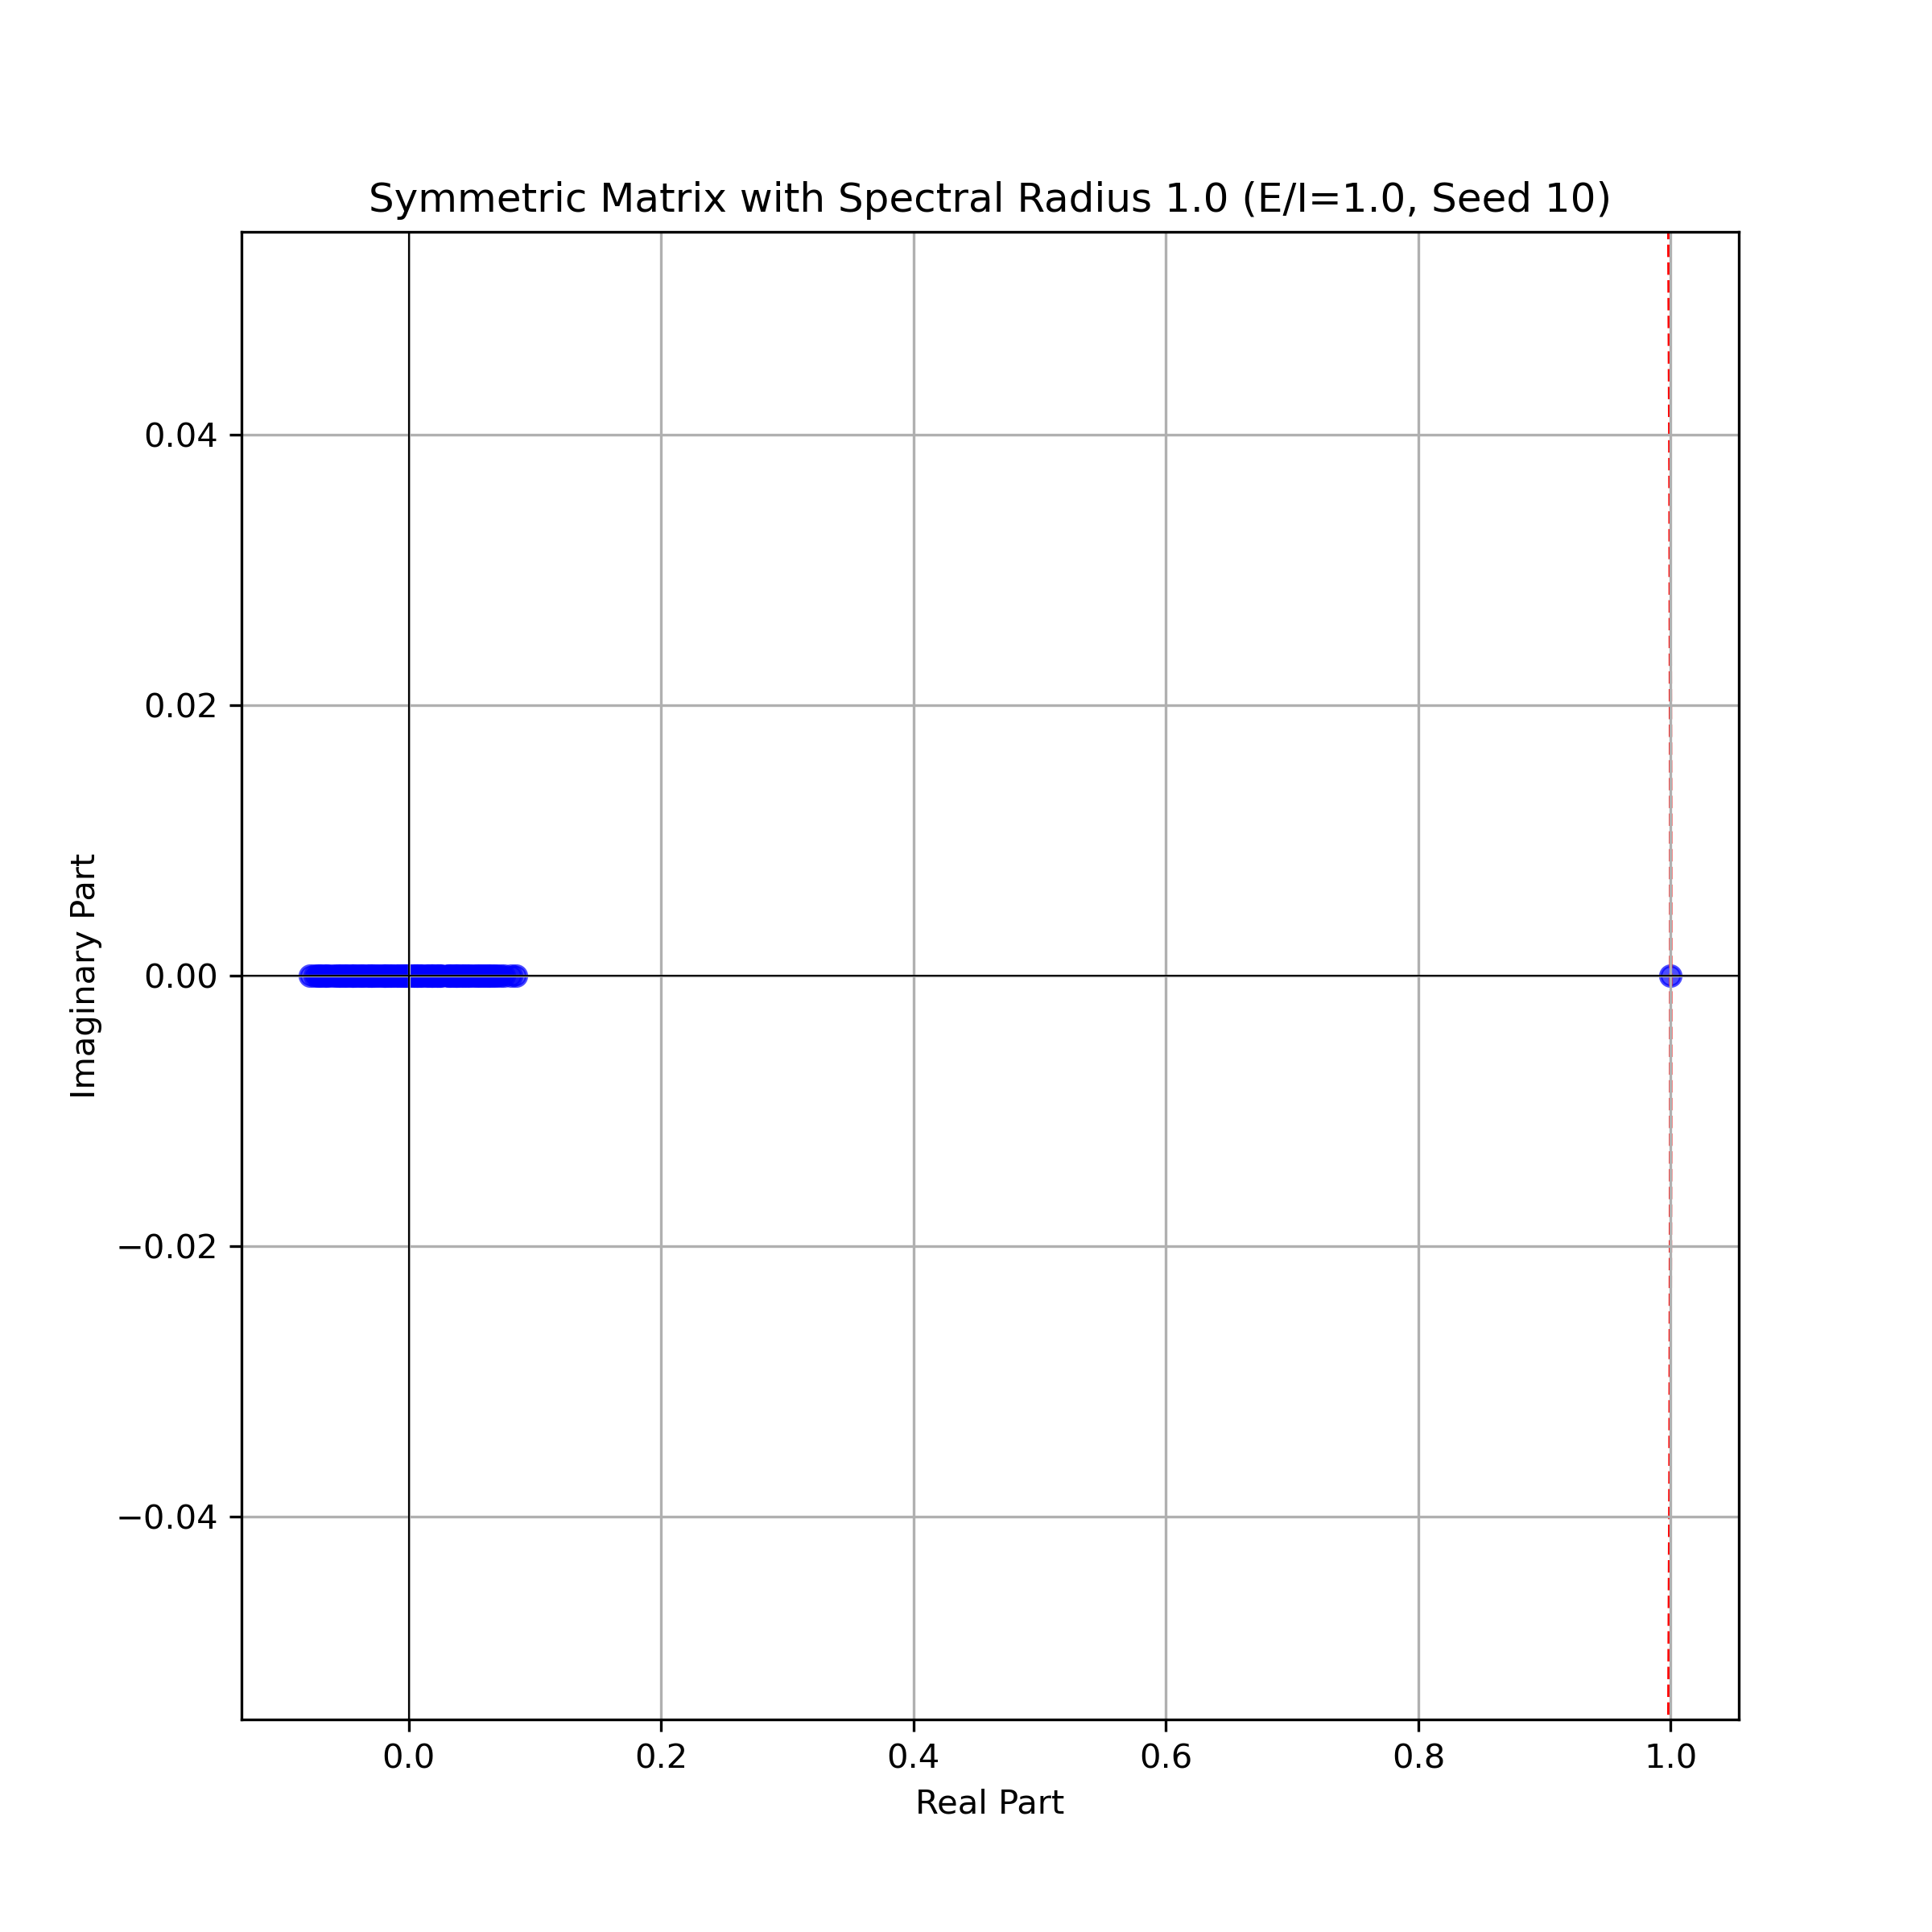 Symmetric Matrix with Spectral Radius 1.0 (E/I=1.0, Seed 10)
0.04
0.02
0.00
−0.02
−0.04
Imaginary Part
0.0 0.2 0.4 0.6 0.8 1.0
Real Part